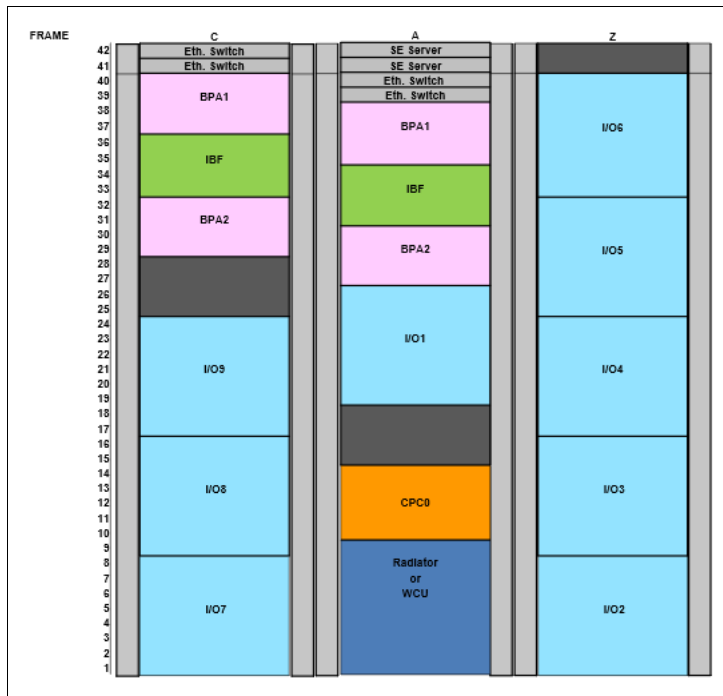 FRAME C A Z
42 Eth. Switch SE Server
41 Eth. Switch SE Server
40 Eth. Switch
39 Eth. Switch
38 BPA1
37 BPA1
36 I/O6
35 IBF
34 IBF
33
32
31 BPA2 I/O5
30
29 BPA2
28
27
26
25
24
23 I/O1
22
21 I/O9 I/O4
20
19
18
17
16
15
14
13 I/O8 I/O3
12 CPC0
11
10
9
8 Radiator
7 or
6 WCU
5 I/O7 I/O2
4
3
2
1